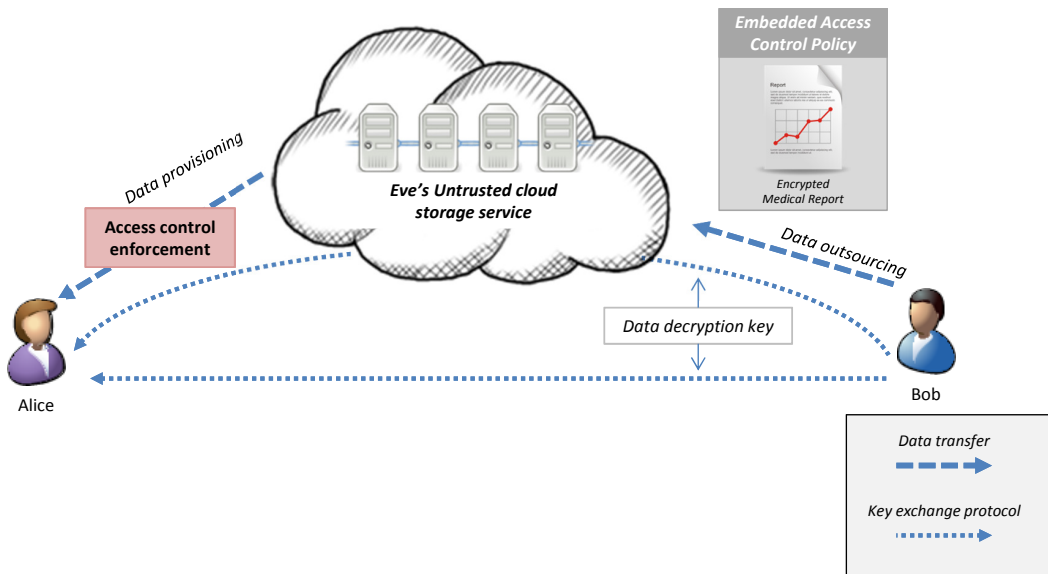 Embedded Access
Control Policy
Report
Encrypted
Medical Report
Eve's Untrusted cloud
storage service
Data provisioning
Access control
enforcement
Data outsourcing
Data decryption key
Alice
Bob
Data transfer
Key exchange protocol